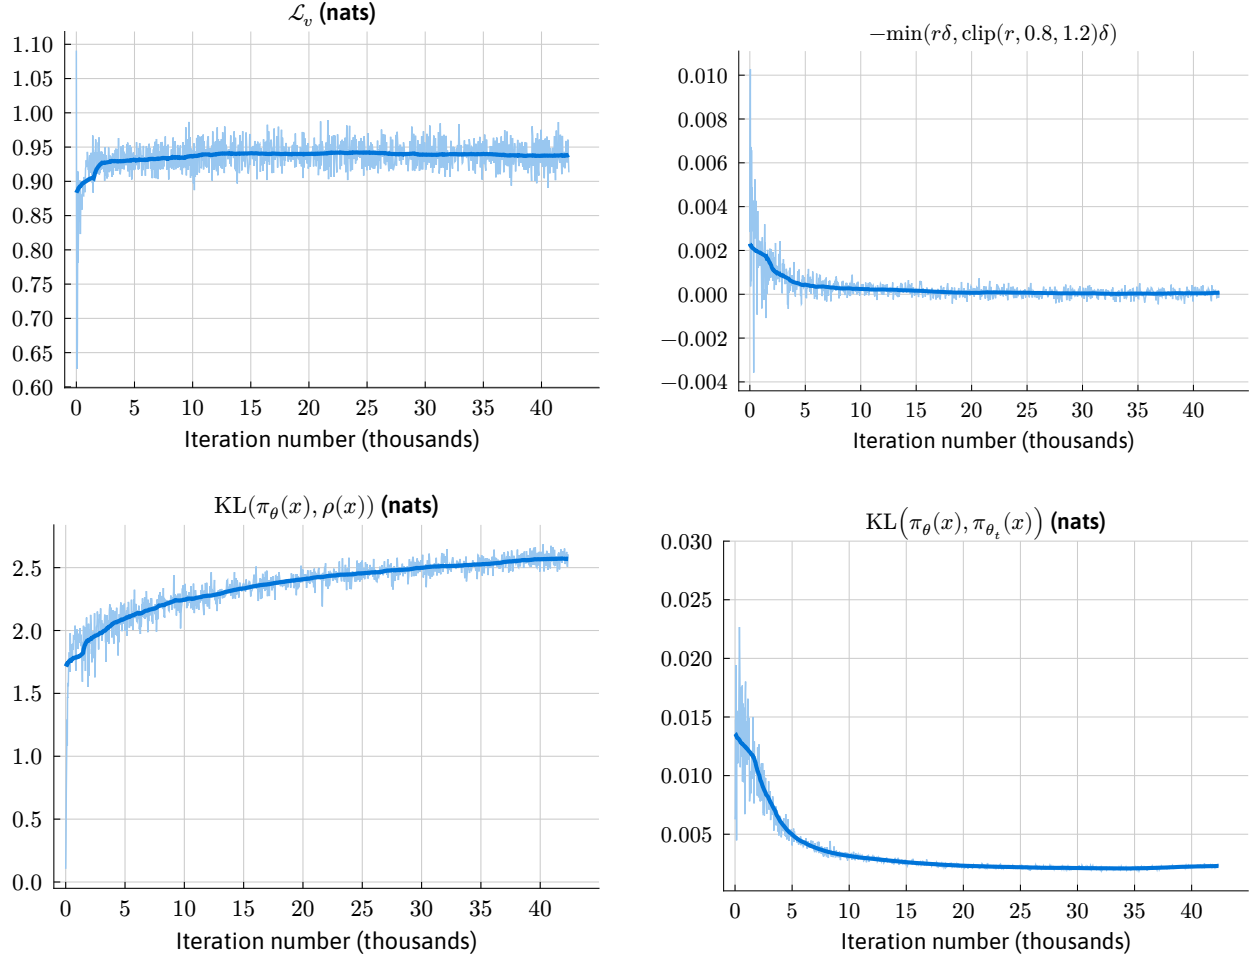 ℒ_v (nats)
1.10
1.05
1.00
0.95
0.90
0.85
0.80
0.75
0.70
0.65
0.60
0 5 10 15 20 25 30 35 40
Iteration number (thousands)
−min(rδ, clip(r, 0.8, 1.2)δ)
0.010
0.008
0.006
0.004
0.002
0.000
−0.002
−0.004
0 5 10 15 20 25 30 35 40
Iteration number (thousands)
KL(π_θ(x), ρ(x)) (nats)
2.5
2.0
1.5
1.0
0.5
0.0
0 5 10 15 20 25 30 35 40
Iteration number (thousands)
KL(π_θ(x), π_{θ_t}(x)) (nats)
0.030
0.025
0.020
0.015
0.010
0.005
0 5 10 15 20 25 30 35 40
Iteration number (thousands)